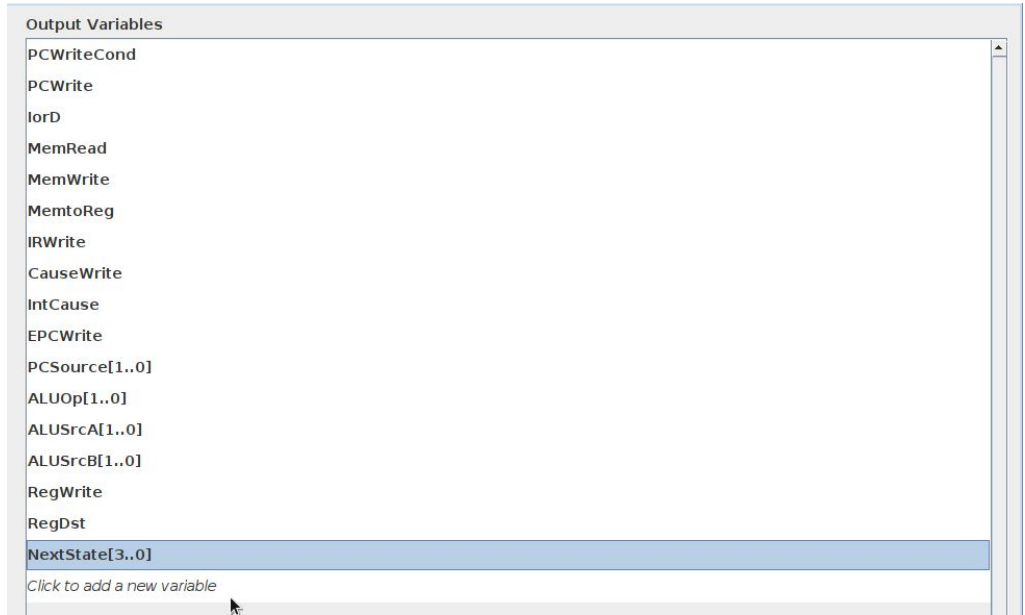 Output Variables
PCWriteCond
PCWrite
IorD
MemRead
MemWrite
MemtoReg
IRWrite
CauseWrite
IntCause
EPCWrite
PCSource[1..0]
ALUOp[1..0]
ALUSrcA[1..0]
ALUSrcB[1..0]
RegWrite
RegDst
NextState[3..0]
Click to add a new variable